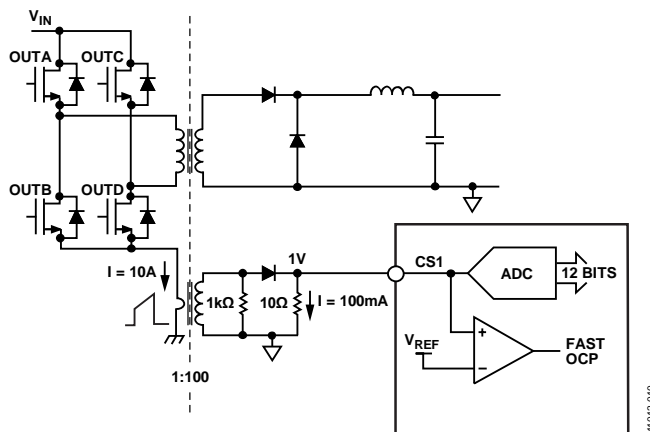 VIN
OUTA
OUTC
OUTB
OUTD
I = 10A
1V
1kΩ
10Ω
I = 100mA
CS1
ADC
12 BITS
VREF
+
−
FAST
OCP
1:100